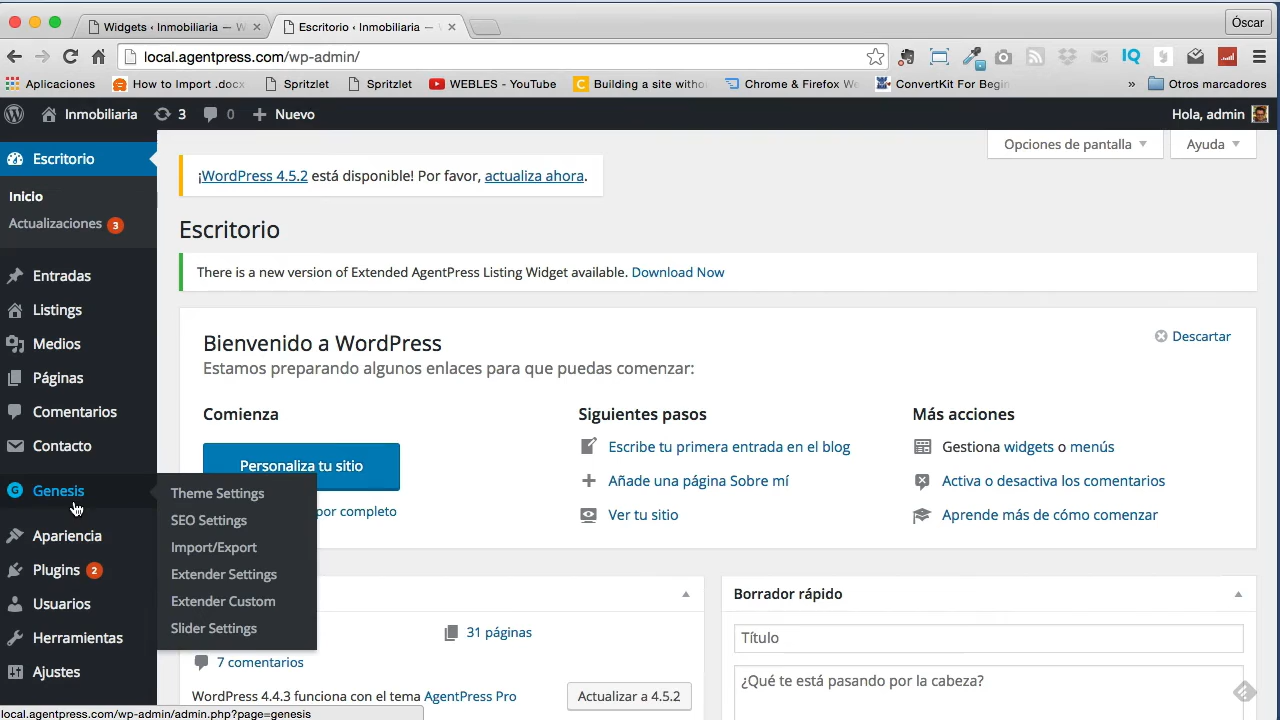 Widgets ‹ Inmobiliaria — W
Escritorio ‹ Inmobiliaria —
Óscar
local.agentpress.com/wp-admin/
Aplicaciones
How to Import .docx
Spritzlet
Spritzlet
WEBLES - YouTube
Building a site witho
Chrome & Firefox We
ConvertKit For Begin
»
Otros marcadores
Inmobiliaria
3
0
Nuevo
Hola, admin
Escritorio
Inicio
Actualizaciones 3
Entradas
Listings
Medios
Páginas
Comentarios
Contacto
Genesis
Apariencia
Plugins 2
Usuarios
Herramientas
Ajustes
Theme Settings
SEO Settings
Import/Export
Extender Settings
Extender Custom
Slider Settings
Opciones de pantalla
Ayuda
¡WordPress 4.5.2 está disponible! Por favor, actualiza ahora.
Escritorio
There is a new version of Extended AgentPress Listing Widget available. Download Now
Bienvenido a WordPress
Descartar
Estamos preparando algunos enlaces para que puedas comenzar:
Comienza
Personaliza tu sitio
por completo
Siguientes pasos
Escribe tu primera entrada en el blog
Añade una página Sobre mí
Ver tu sitio
Más acciones
Gestiona widgets o menús
Activa o desactiva los comentarios
Aprende más de cómo comenzar
31 páginas
7 comentarios
WordPress 4.4.3 funciona con el tema AgentPress Pro
Actualizar a 4.5.2
Borrador rápido
Título
¿Qué te está pasando por la cabeza?
local.agentpress.com/wp-admin/admin.php?page=genesis